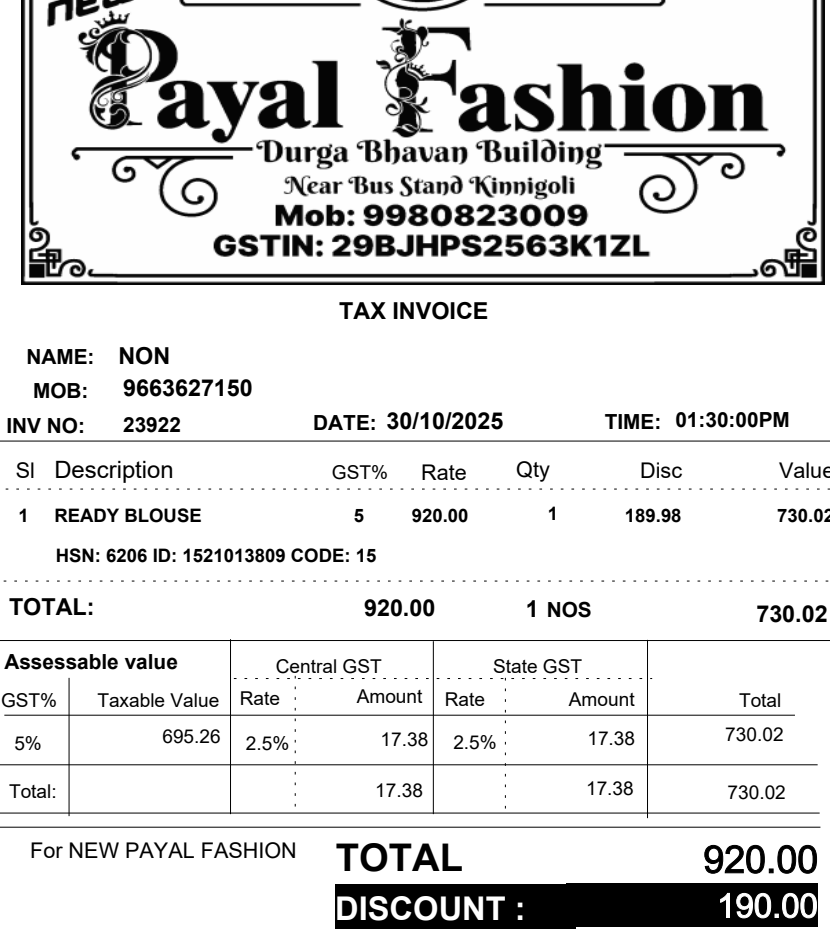 new
Payal Fashion
Durga Bhavan Building
Near Bus Stand Kinnigoli
Mob: 9980823009
GSTIN: 29BJHPS2563K1ZL
TAX INVOICE
NAME: NON
MOB: 9663627150
INV NO: 23922 DATE: 30/10/2025 TIME: 01:30:00PM
Sl Description GST% Rate Qty Disc Value
1 READY BLOUSE 5 920.00 1 189.98 730.02
HSN: 6206 ID: 1521013809 CODE: 15
TOTAL: 920.00 1 NOS 730.02
Assessable value Central GST State GST
GST% Taxable Value Rate Amount Rate Amount Total
5% 695.26 2.5% 17.38 2.5% 17.38 730.02
Total: 17.38 17.38 730.02
For NEW PAYAL FASHION TOTAL 920.00
DISCOUNT : 190.00